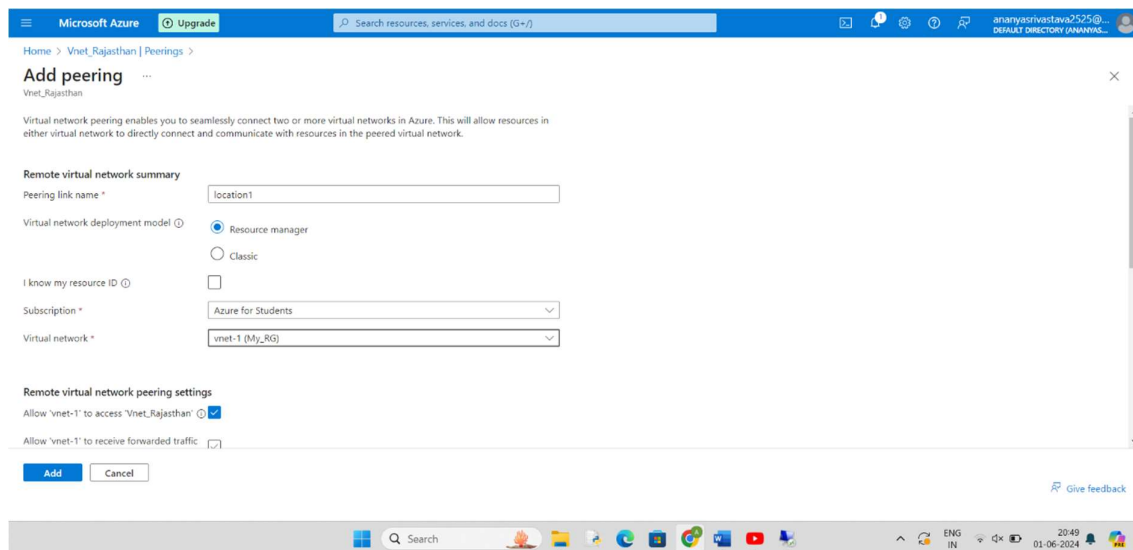 Microsoft Azure
Upgrade
Search resources, services, and docs (G+/)
1
ananyasrivastava2525@...
DEFAULT DIRECTORY (ANANYAS...
Home > Vnet_Rajasthan | Peerings >
Add peering ...
Vnet_Rajasthan
Virtual network peering enables you to seamlessly connect two or more virtual networks in Azure. This will allow resources in
either virtual network to directly connect and communicate with resources in the peered virtual network.
Remote virtual network summary
Peering link name * location1
Virtual network deployment model Resource manager
Classic
I know my resource ID
Subscription * Azure for Students
Virtual network * vnet-1 (My_RG)
Remote virtual network peering settings
Allow 'vnet-1' to access 'Vnet_Rajasthan'
Allow 'vnet-1' to receive forwarded traffic
Add Cancel
Give feedback
Search
ENG
IN
20:49
01-06-2024
PRE